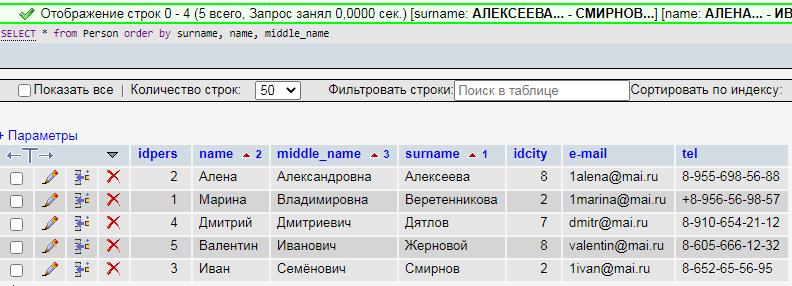 Отображение строк 0 - 4 (5 всего, Запрос занял 0,0000 сек.) [surname: АЛЕКСЕЕВА... - СМИРНОВ...] [name: АЛЕНА... - ИВ
SELECT * from Person order by surname, name, middle_name
Показать все | Количество строк: 50 Фильтровать строки: Поиск в таблице Сортировать по индексу:
+ Параметры
idpers name 2 middle_name 3 surname 1 idcity e-mail tel
2 Алена Александровна Алексеева 8 1alena@mai.ru 8-955-698-56-88
1 Марина Владимировна Веретенникова 2 1marina@mai.ru +8-956-56-98-57
4 Дмитрий Дмитриевич Дятлов 7 dmitr@mai.ru 8-910-654-21-12
5 Валентин Иванович Жерновой 8 valentin@mai.ru 8-605-666-12-32
3 Иван Семёнович Смирнов 2 1ivan@mai.ru 8-652-65-56-95